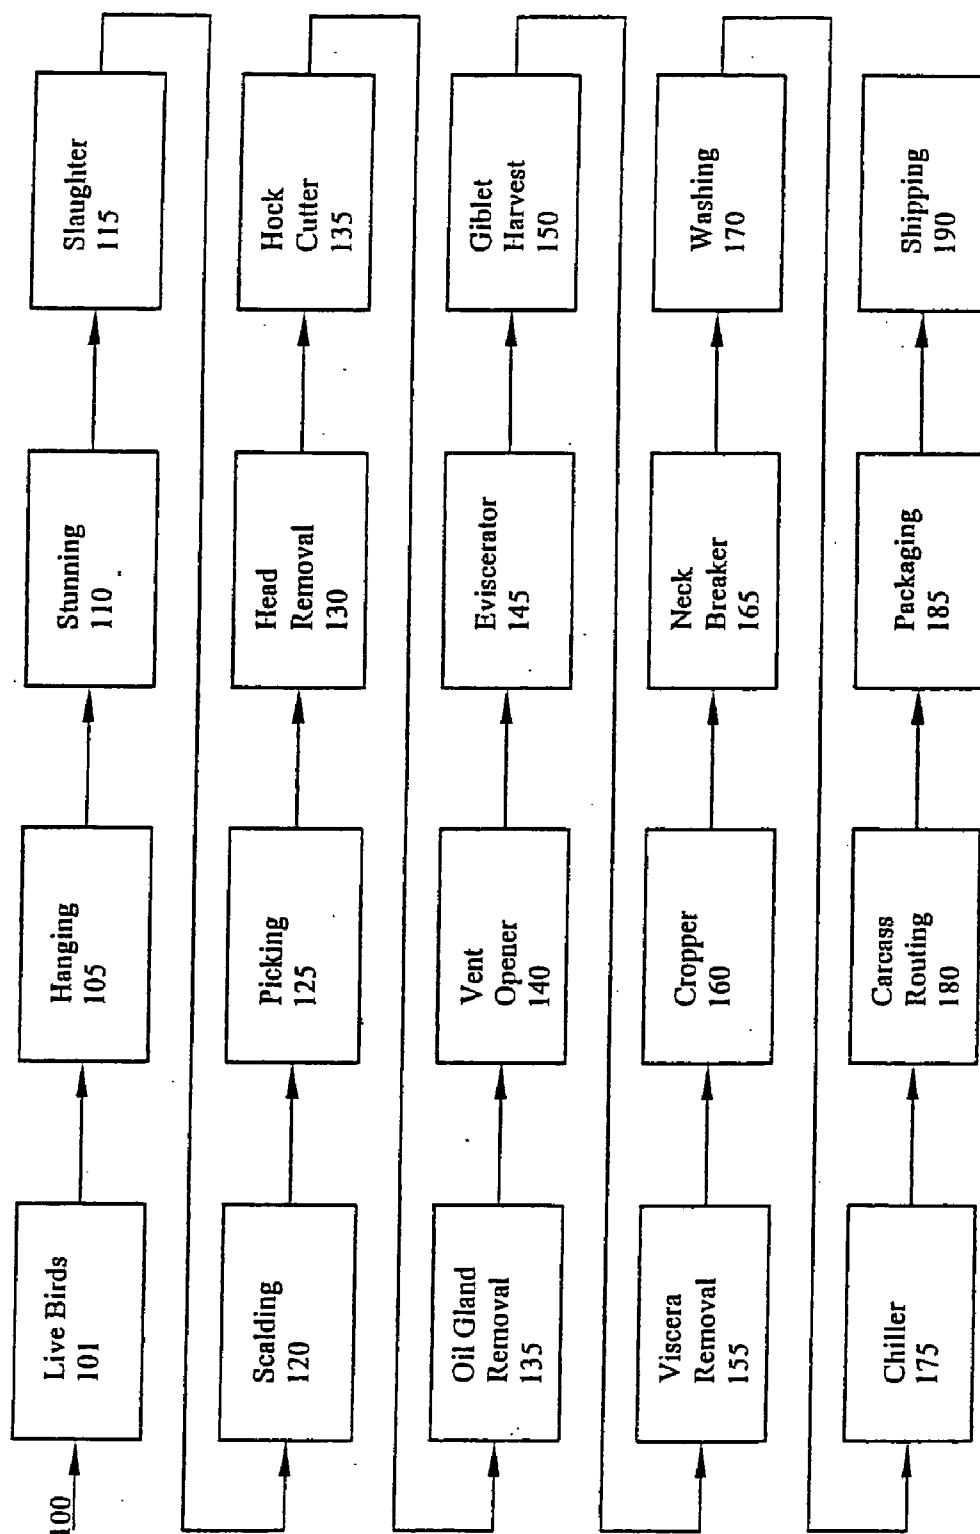 100
Live Birds
101
Hanging
105
Stunning
110
Slaughter
115
Scalding
120
Picking
125
Head
Removal
130
Hock
Cutter
135
Oil Gland
Removal
135
Vent
Opener
140
Eviscerator
145
Giblet
Harvest
150
Viscera
Removal
155
Cropper
160
Neck
Breaker
165
Washing
170
Chiller
175
Carcass
Routing
180
Packaging
185
Shipping
190